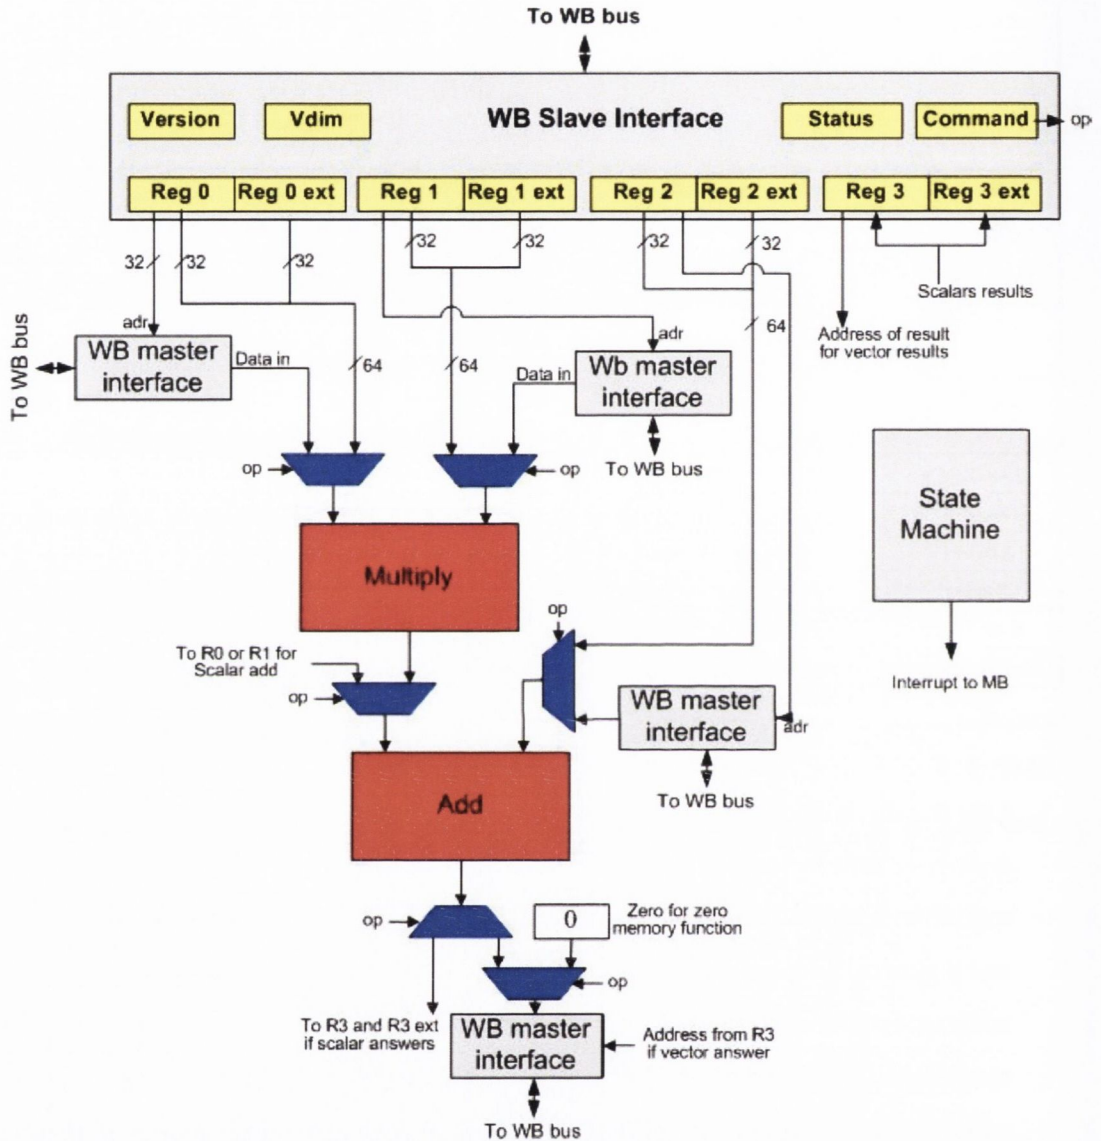 To WB bus
Version
Vdim
WB Slave Interface
Status
Command
op
Reg 0
Reg 0 ext
Reg 1
Reg 1 ext
Reg 2
Reg 2 ext
Reg 3
Reg 3 ext
32
32
32
32
32
32
32
Scalars results
adr
adr
64
Address of result
for vector results
To WB bus
WB master
interface
Data in
64
64
Data in
Wb master
interface
op
op
To WB bus
State
Machine
Multiply
op
To R0 or R1 for
Scalar add
op
Interrupt to MB
WB master
interface
adr
To WB bus
Add
op
0
Zero for zero
memory function
op
To R3 and R3 ext
if scalar answers
WB master
interface
Address from R3
if vector answer
To WB bus